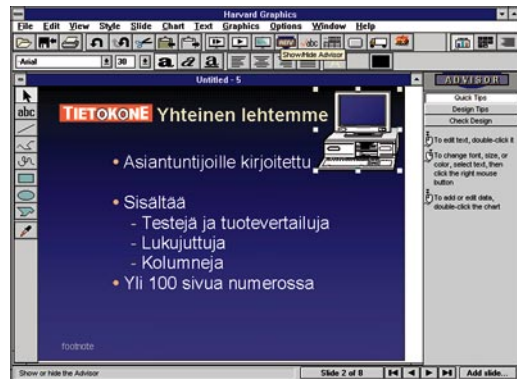 Harvard Graphics
File Edit View Style Slide Chart Text Graphics Options Window Help
ADV abc
Arial 30 a a a
Show/Hide Advisor
Untitled - 5
ADVISOR
Quick Tips
Design Tips
Check Design
To edit text, double-click it
To change font, size, or
color, select text, then
click the right mouse
button
To add or edit data,
double-click the chart
abc
TIETOKONE Yhteinen lehtemme
• Asiantuntijoille kirjoitettu
• Sisältää
- Testejä ja tuotevertailuja
- Lukujuttuja
- Kolumneja
• Yli 100 sivua numerossa
footnote
Show or hide the Advisor
Slide 2 of 8
Add slide...